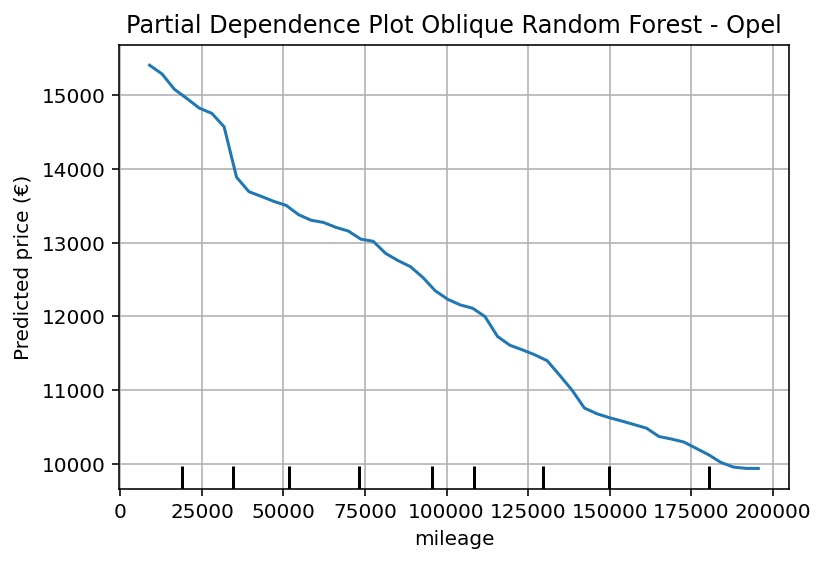 Partial Dependence Plot Oblique Random Forest - Opel
Predicted price (€)
15000
14000
13000
12000
11000
10000
0 25000 50000 75000 100000 125000 150000 175000 200000
mileage